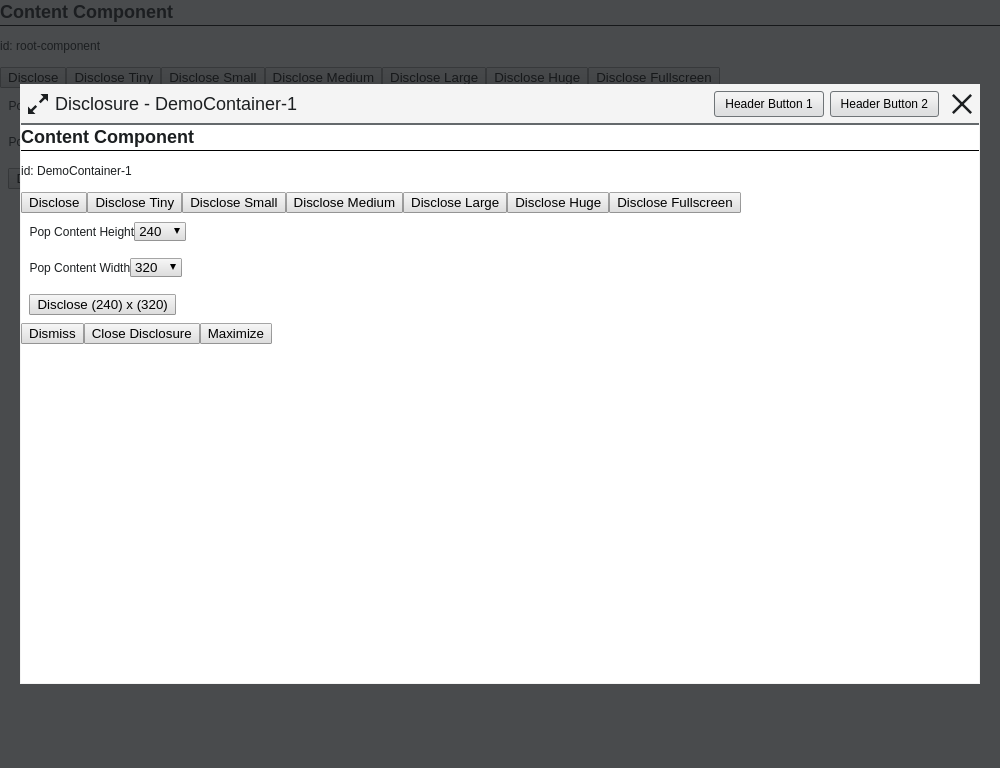 Content Component
id: root-component
Disclose Disclose Tiny Disclose Small Disclose Medium Disclose Large Disclose Huge Disclose Fullscreen
Disclosure - DemoContainer-1 Header Button 1 Header Button 2
Content Component
id: DemoContainer-1
Disclose Disclose Tiny Disclose Small Disclose Medium Disclose Large Disclose Huge Disclose Fullscreen
Pop Content Height 240
Pop Content Width 320
Disclose (240) x (320)
Dismiss Close Disclosure Maximize